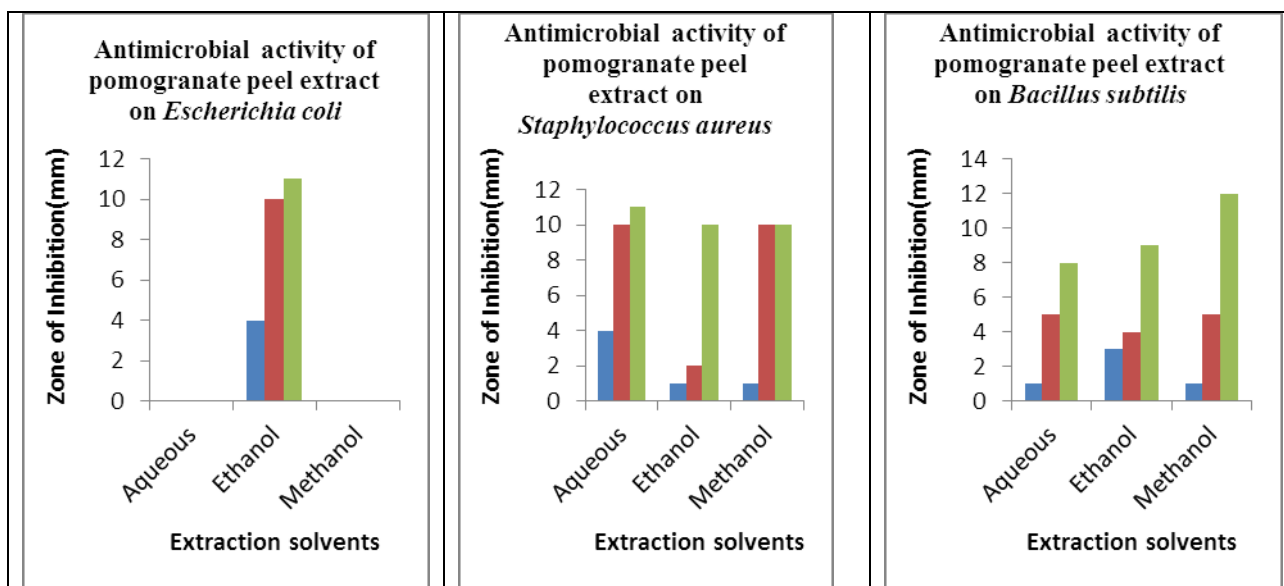 Antimicrobial activity of
pomogranate peel extract
on Escherichia coli
Zone of Inhibition(mm)
12
10
8
6
4
2
0
Aqueous
Ethanol
Methanol
Extraction solvents
Antimicrobial activity of
pomogranate peel
extract on
Staphylococcus aureus
Zone of Inhibition(mm)
12
10
8
6
4
2
0
Aqueous
Ethanol
Methanol
Extraction solvents
Antimicrobial activity of
pomogranate peel extract
on Bacillus subtilis
Zone of Inhibition(mm)
14
12
10
8
6
4
2
0
Aqueous
Ethanol
Methanol
Extraction solvents